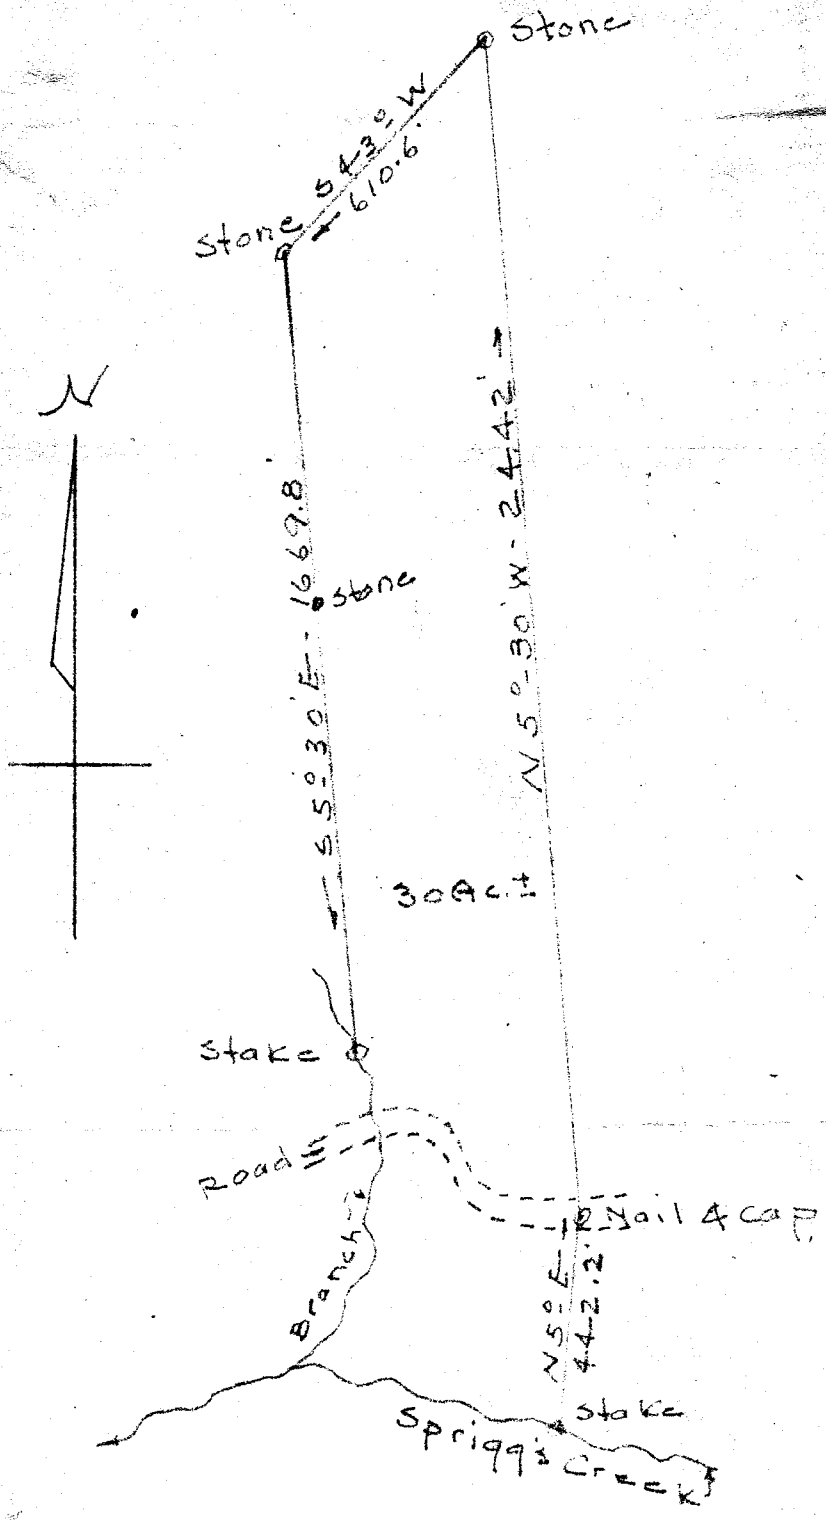 Stone
S 43° W
610.6'
Stone
N
S 5° 30' E - 1669.8
Stone
N 5° - 30' W - 2442'
30 Ac. ±
Stake
Road
Nail & Cap
Branch
N 5° E
442.2'
Stake
Sprigg's Creek